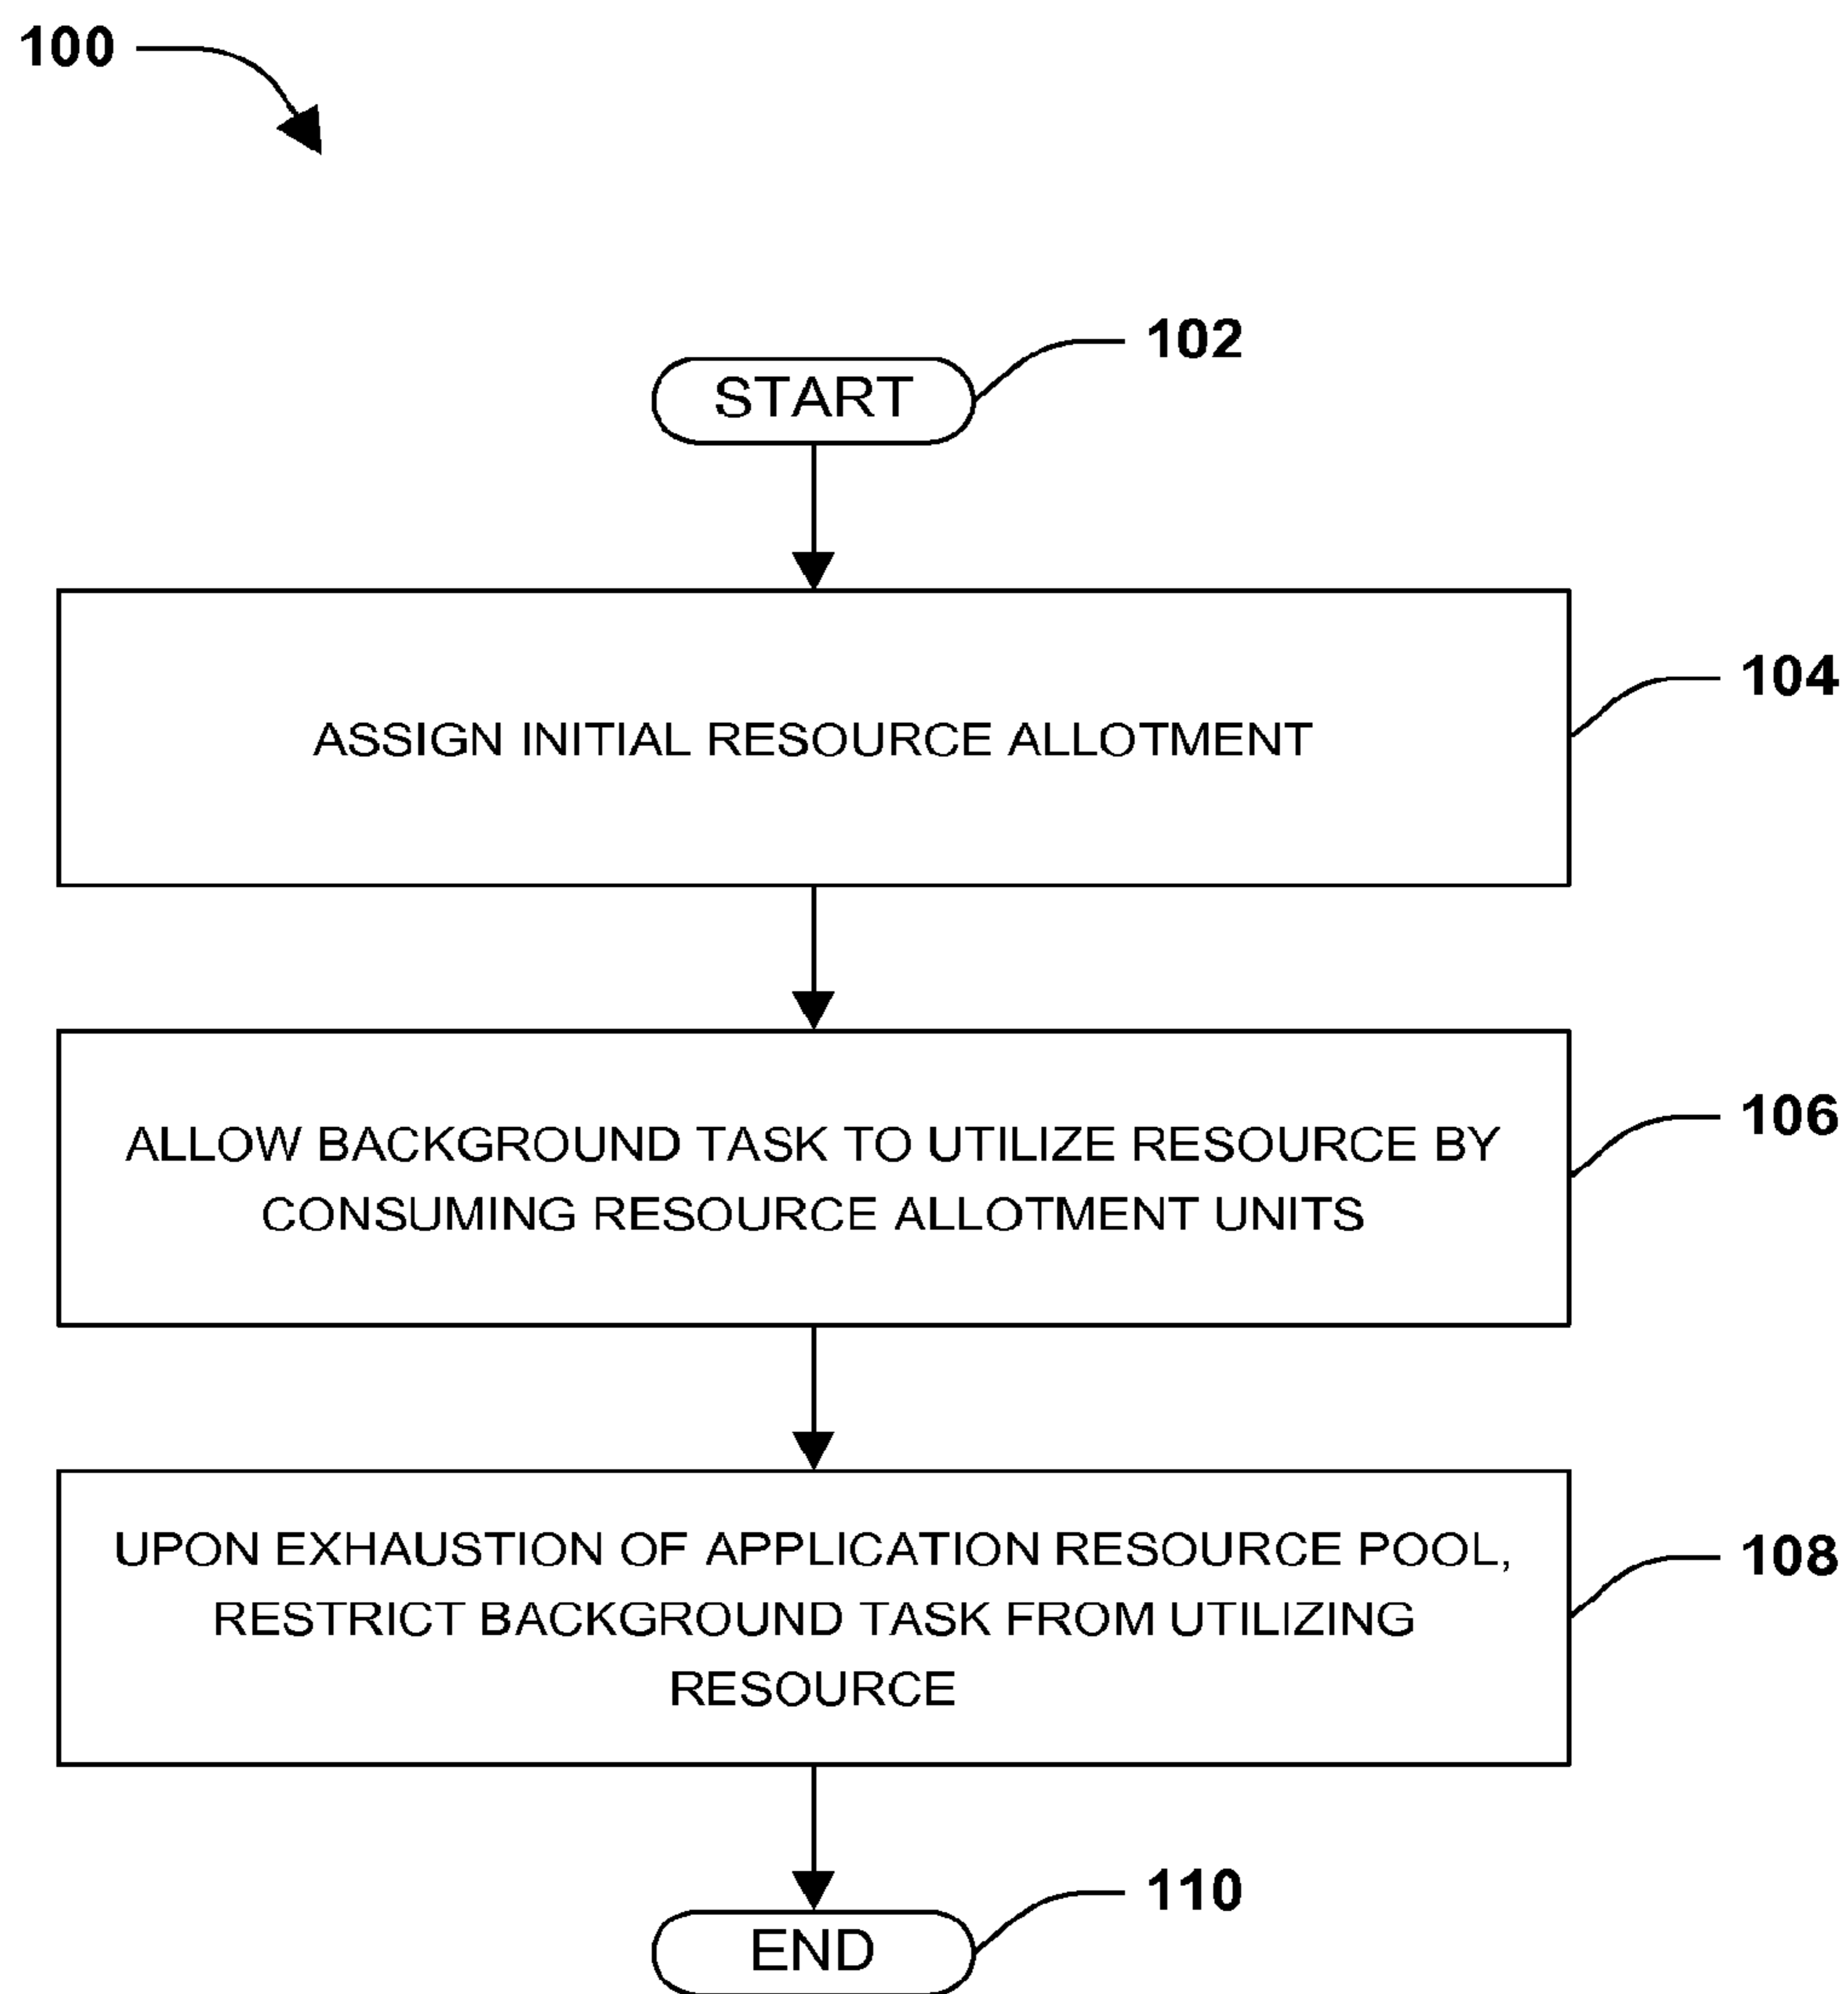 100
102
START
104
ASSIGN INITIAL RESOURCE ALLOTMENT
106
ALLOW BACKGROUND TASK TO UTILIZE RESOURCE BY
CONSUMING RESOURCE ALLOTMENT UNITS
108
UPON EXHAUSTION OF APPLICATION RESOURCE POOL,
RESTRICT BACKGROUND TASK FROM UTILIZING
RESOURCE
110
END